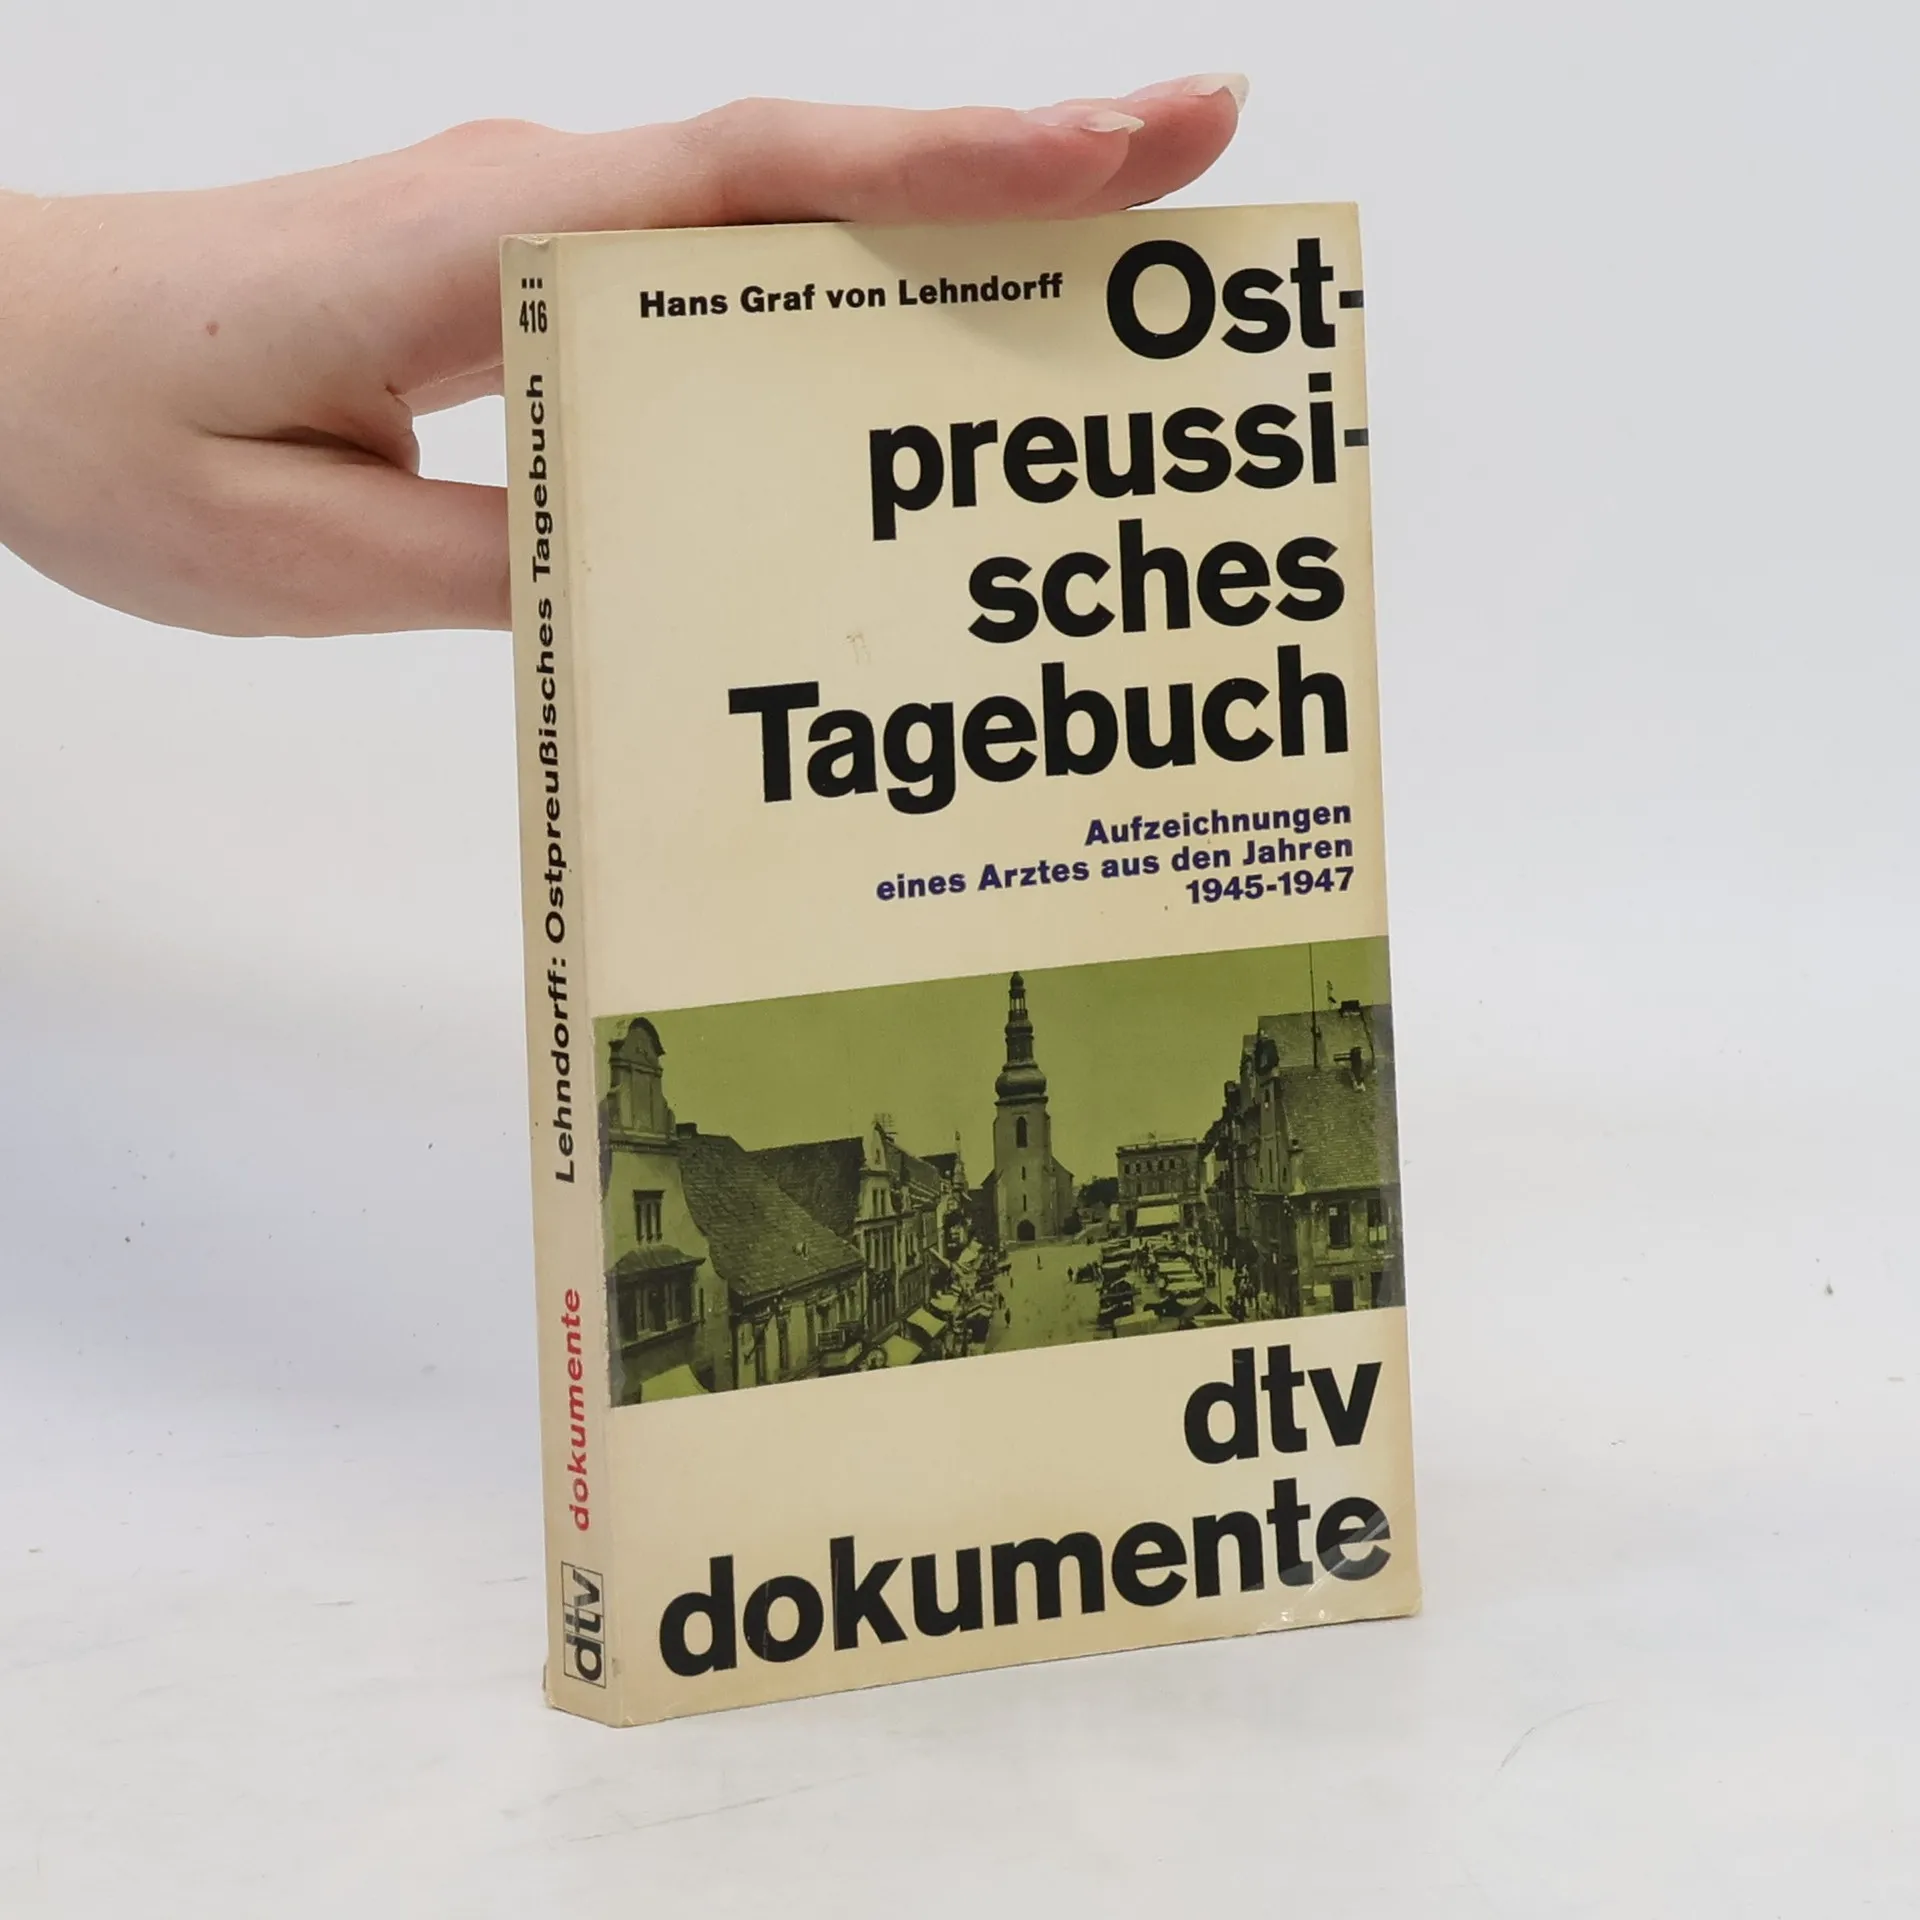 Hans Graf von Lehndorff
Ost-
preussi-
sches
Tagebuch
Aufzeichnungen
eines Arztes aus den Jahren
1945-1947
dtv
dokumente
416
Lehndorff: Ostpreußisches Tagebuch
dokumente
dtv